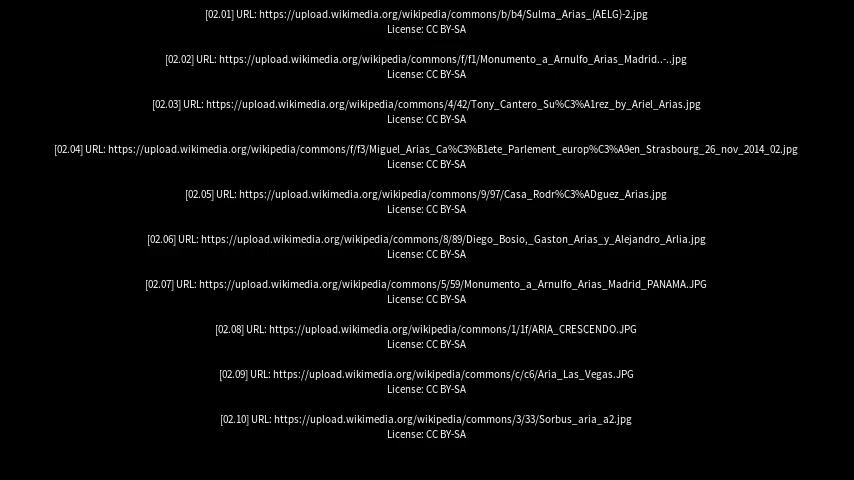 [02.01] URL: https://upload.wikimedia.org/wikipedia/commons/b/b4/Sulma_Arias_(AELG)-2.jpg
License: CC BY-SA
[02.02] URL: https://upload.wikimedia.org/wikipedia/commons/f/f1/Monumento_a_Arnulfo_Arias_Madrid..-..jpg
License: CC BY-SA
[02.03] URL: https://upload.wikimedia.org/wikipedia/commons/4/42/Tony_Cantero_Su%C3%A1rez_by_Ariel_Arias.jpg
License: CC BY-SA
[02.04] URL: https://upload.wikimedia.org/wikipedia/commons/f/f3/Miguel_Arias_Ca%C3%B1ete_Parlement_europ%C3%A9en_Strasbourg_26_nov_2014_02.jpg
License: CC BY-SA
[02.05] URL: https://upload.wikimedia.org/wikipedia/commons/9/97/Casa_Rodr%C3%ADguez_Arias.jpg
License: CC BY-SA
[02.06] URL: https://upload.wikimedia.org/wikipedia/commons/8/89/Diego_Bosio,_Gaston_Arias_y_Alejandro_Arlia.jpg
License: CC BY-SA
[02.07] URL: https://upload.wikimedia.org/wikipedia/commons/5/59/Monumento_a_Arnulfo_Arias_Madrid_PANAMA.JPG
License: CC BY-SA
[02.08] URL: https://upload.wikimedia.org/wikipedia/commons/1/1f/ARIA_CRESCENDO.JPG
License: CC BY-SA
[02.09] URL: https://upload.wikimedia.org/wikipedia/commons/c/c6/Aria_Las_Vegas.JPG
License: CC BY-SA
[02.10] URL: https://upload.wikimedia.org/wikipedia/commons/3/33/Sorbus_aria_a2.jpg
License: CC BY-SA